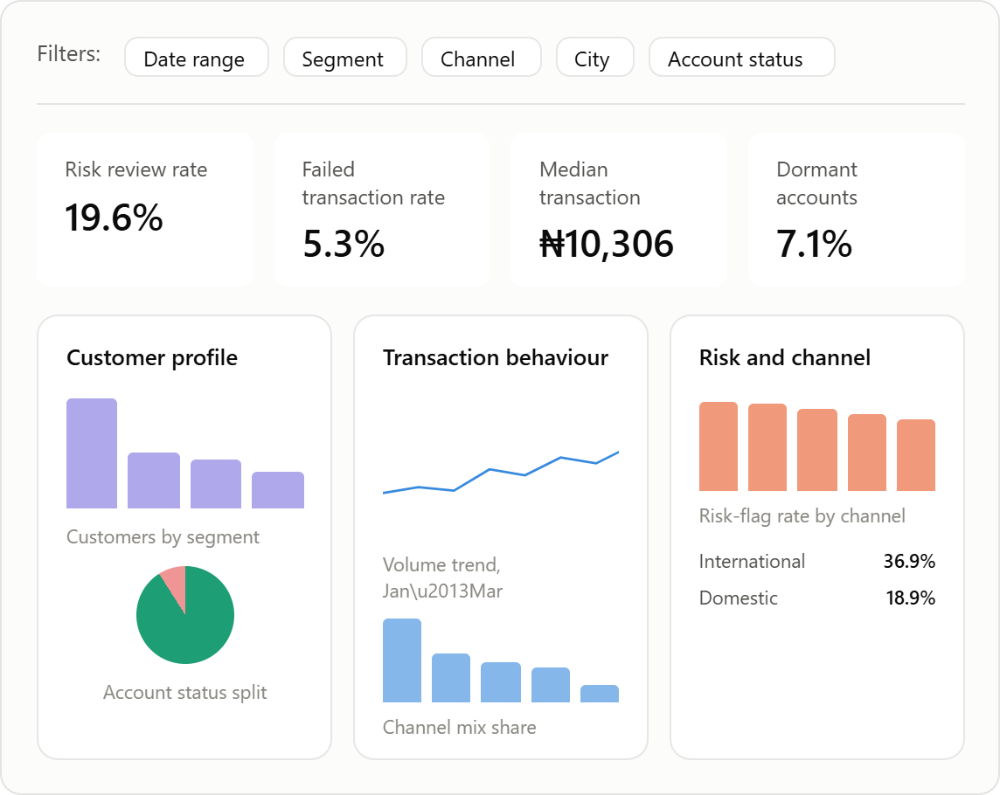 Filters:
Date range
Segment
Channel
City
Account status
Risk review rate
19.6%
Failed
transaction rate
5.3%
Median
transaction
₦10,306
Dormant
accounts
7.1%
Customer profile
Customers by segment
Account status split
Transaction behaviour
Volume trend,
Jan\u2013Mar
Channel mix share
Risk and channel
Risk-flag rate by channel
International 36.9%
Domestic 18.9%